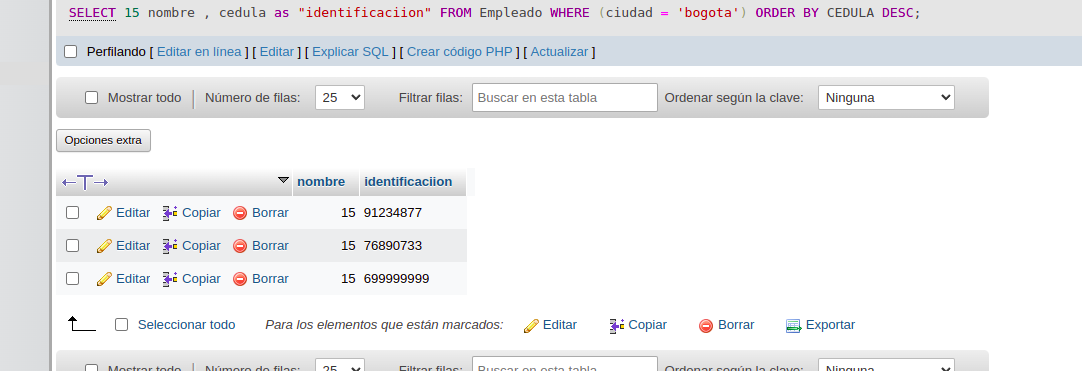 SELECT 15 nombre , cedula as "identificaciion" FROM Empleado WHERE (ciudad = 'bogota') ORDER BY CEDULA DESC;
Perfilando [ Editar en línea ] [ Editar ] [ Explicar SQL ] [ Crear código PHP ] [ Actualizar ]
Mostrar todo | Número de filas: 25 Filtrar filas: Buscar en esta tabla Ordenar según la clave: Ninguna
Opciones extra
←T→ nombre identificaciion
Editar Copiar Borrar 15 91234877
Editar Copiar Borrar 15 76890733
Editar Copiar Borrar 15 699999999
Seleccionar todo Para los elementos que están marcados: Editar Copiar Borrar Exportar
Mostrar todo | Número de filas: 25 Filtrar filas: Buscar en esta tabla Ordenar según la clave: Ninguna